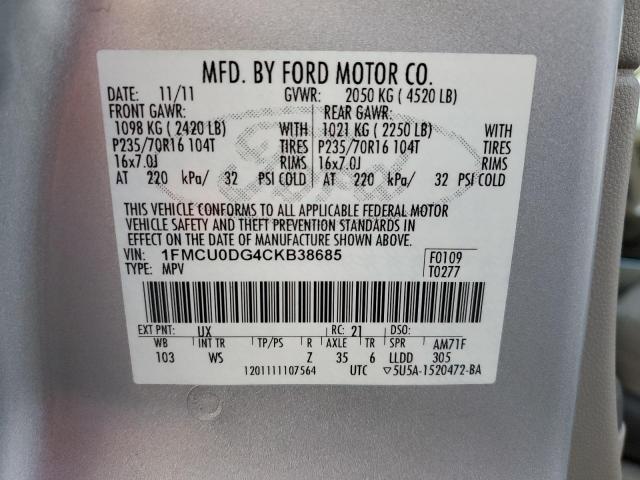 MFD. BY FORD MOTOR CO.
DATE: 11/11 GVWR: 2050 KG ( 4520 LB)
FRONT GAWR: REAR GAWR:
1098 KG ( 2420 LB) WITH 1021 KG ( 2250 LB) WITH
P235/70R16 104T TIRES P235/70R16 104T TIRES
16x7.0J RIMS 16x7.0J RIMS
AT 220 kPa/ 32 PSI COLD AT 220 kPa/ 32 PSI COLD
THIS VEHICLE CONFORMS TO ALL APPLICABLE FEDERAL MOTOR
VEHICLE SAFETY AND THEFT PREVENTION STANDARDS IN
EFFECT ON THE DATE OF MANUFACTURE SHOWN ABOVE.
VIN: 1FMCU0DG4CKB38685 F0109
TYPE: MPV T0277
EXT PNT: UX RC: 21 DSO:
WB INT TR TP/PS R AXLE TR SPR AM71F
103 WS Z 35 6 LLDD 305
1201111107564 UTC ▽5U5A-1520472-BA